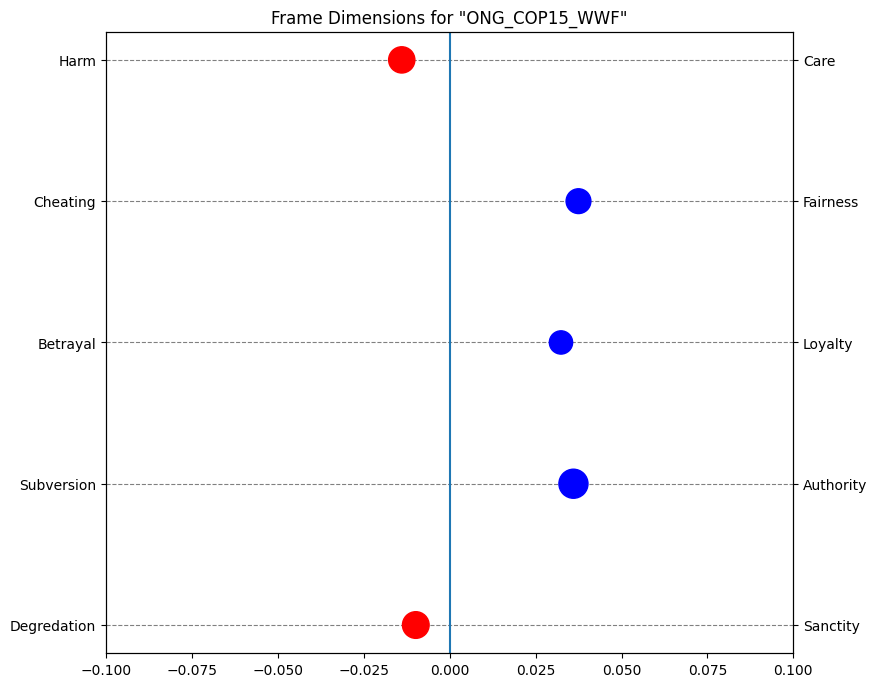 Frame Dimensions for "ONG_COP15_WWF"
Harm Care
Cheating Fairness
Betrayal Loyalty
Subversion Authority
Degredation Sanctity
−0.100 −0.075 −0.050 −0.025 0.000 0.025 0.050 0.075 0.100